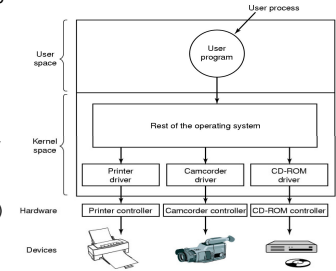 User process
User
space
User
program
Rest of the operating system
Kernel
space
Printer
driver
Camcorder
driver
CD-ROM
driver
Hardware
Printer controller
Camcorder controller
CD-ROM controller
Devices